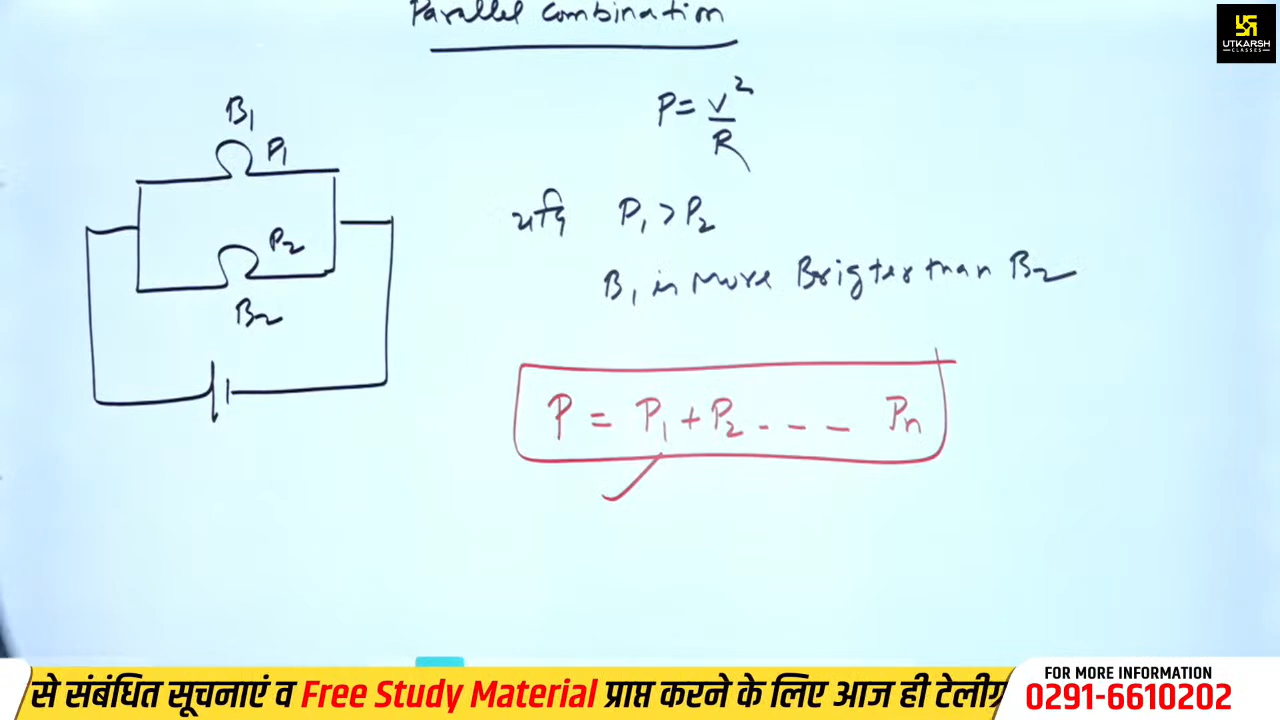 Parallel Combination
UTKARSH
CLASSES
B₁
P₁
P = V²/R
यदि P₁ > P₂
P₂
B₁ is More Brigter than B₂
B₂
P = P₁ + P₂ - - - - Pn
से संबंधित सूचनाएं व Free Study Material प्राप्त करने के लिए आज ही टेलीग्र
FOR MORE INFORMATION
0291-6610202